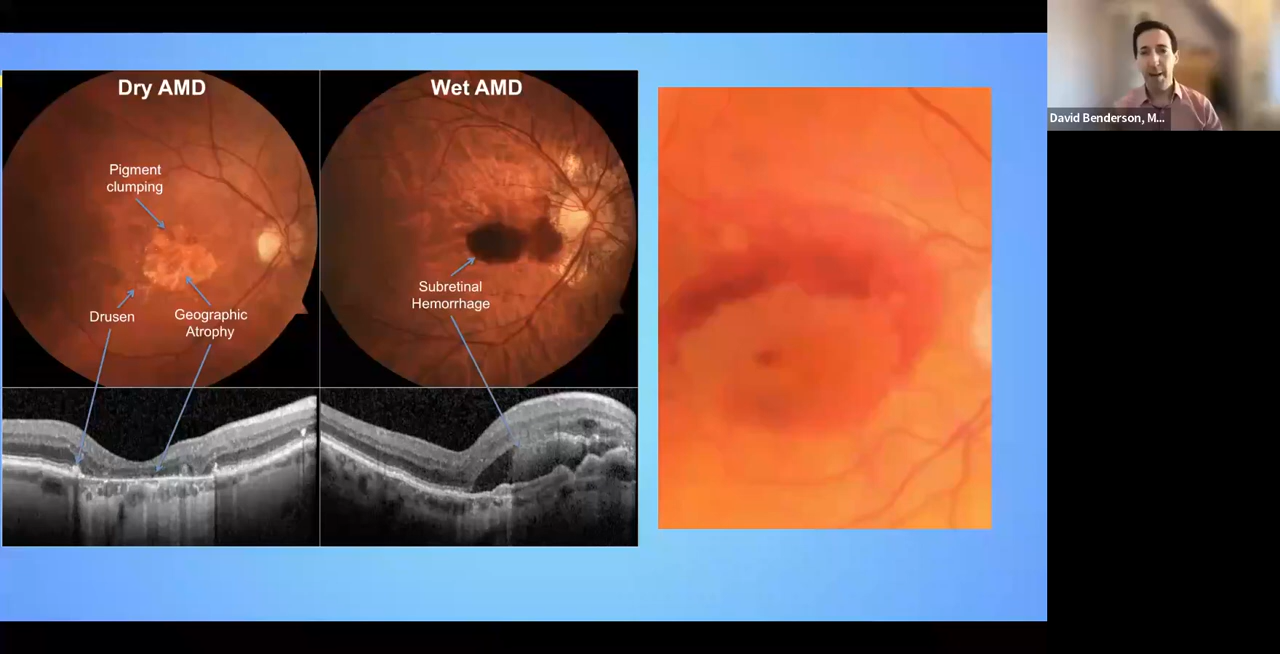 Dry AMD
Wet AMD
Pigment
clumping
Drusen
Geographic
Atrophy
Subretinal
Hemorrhage
David Benderson, M...